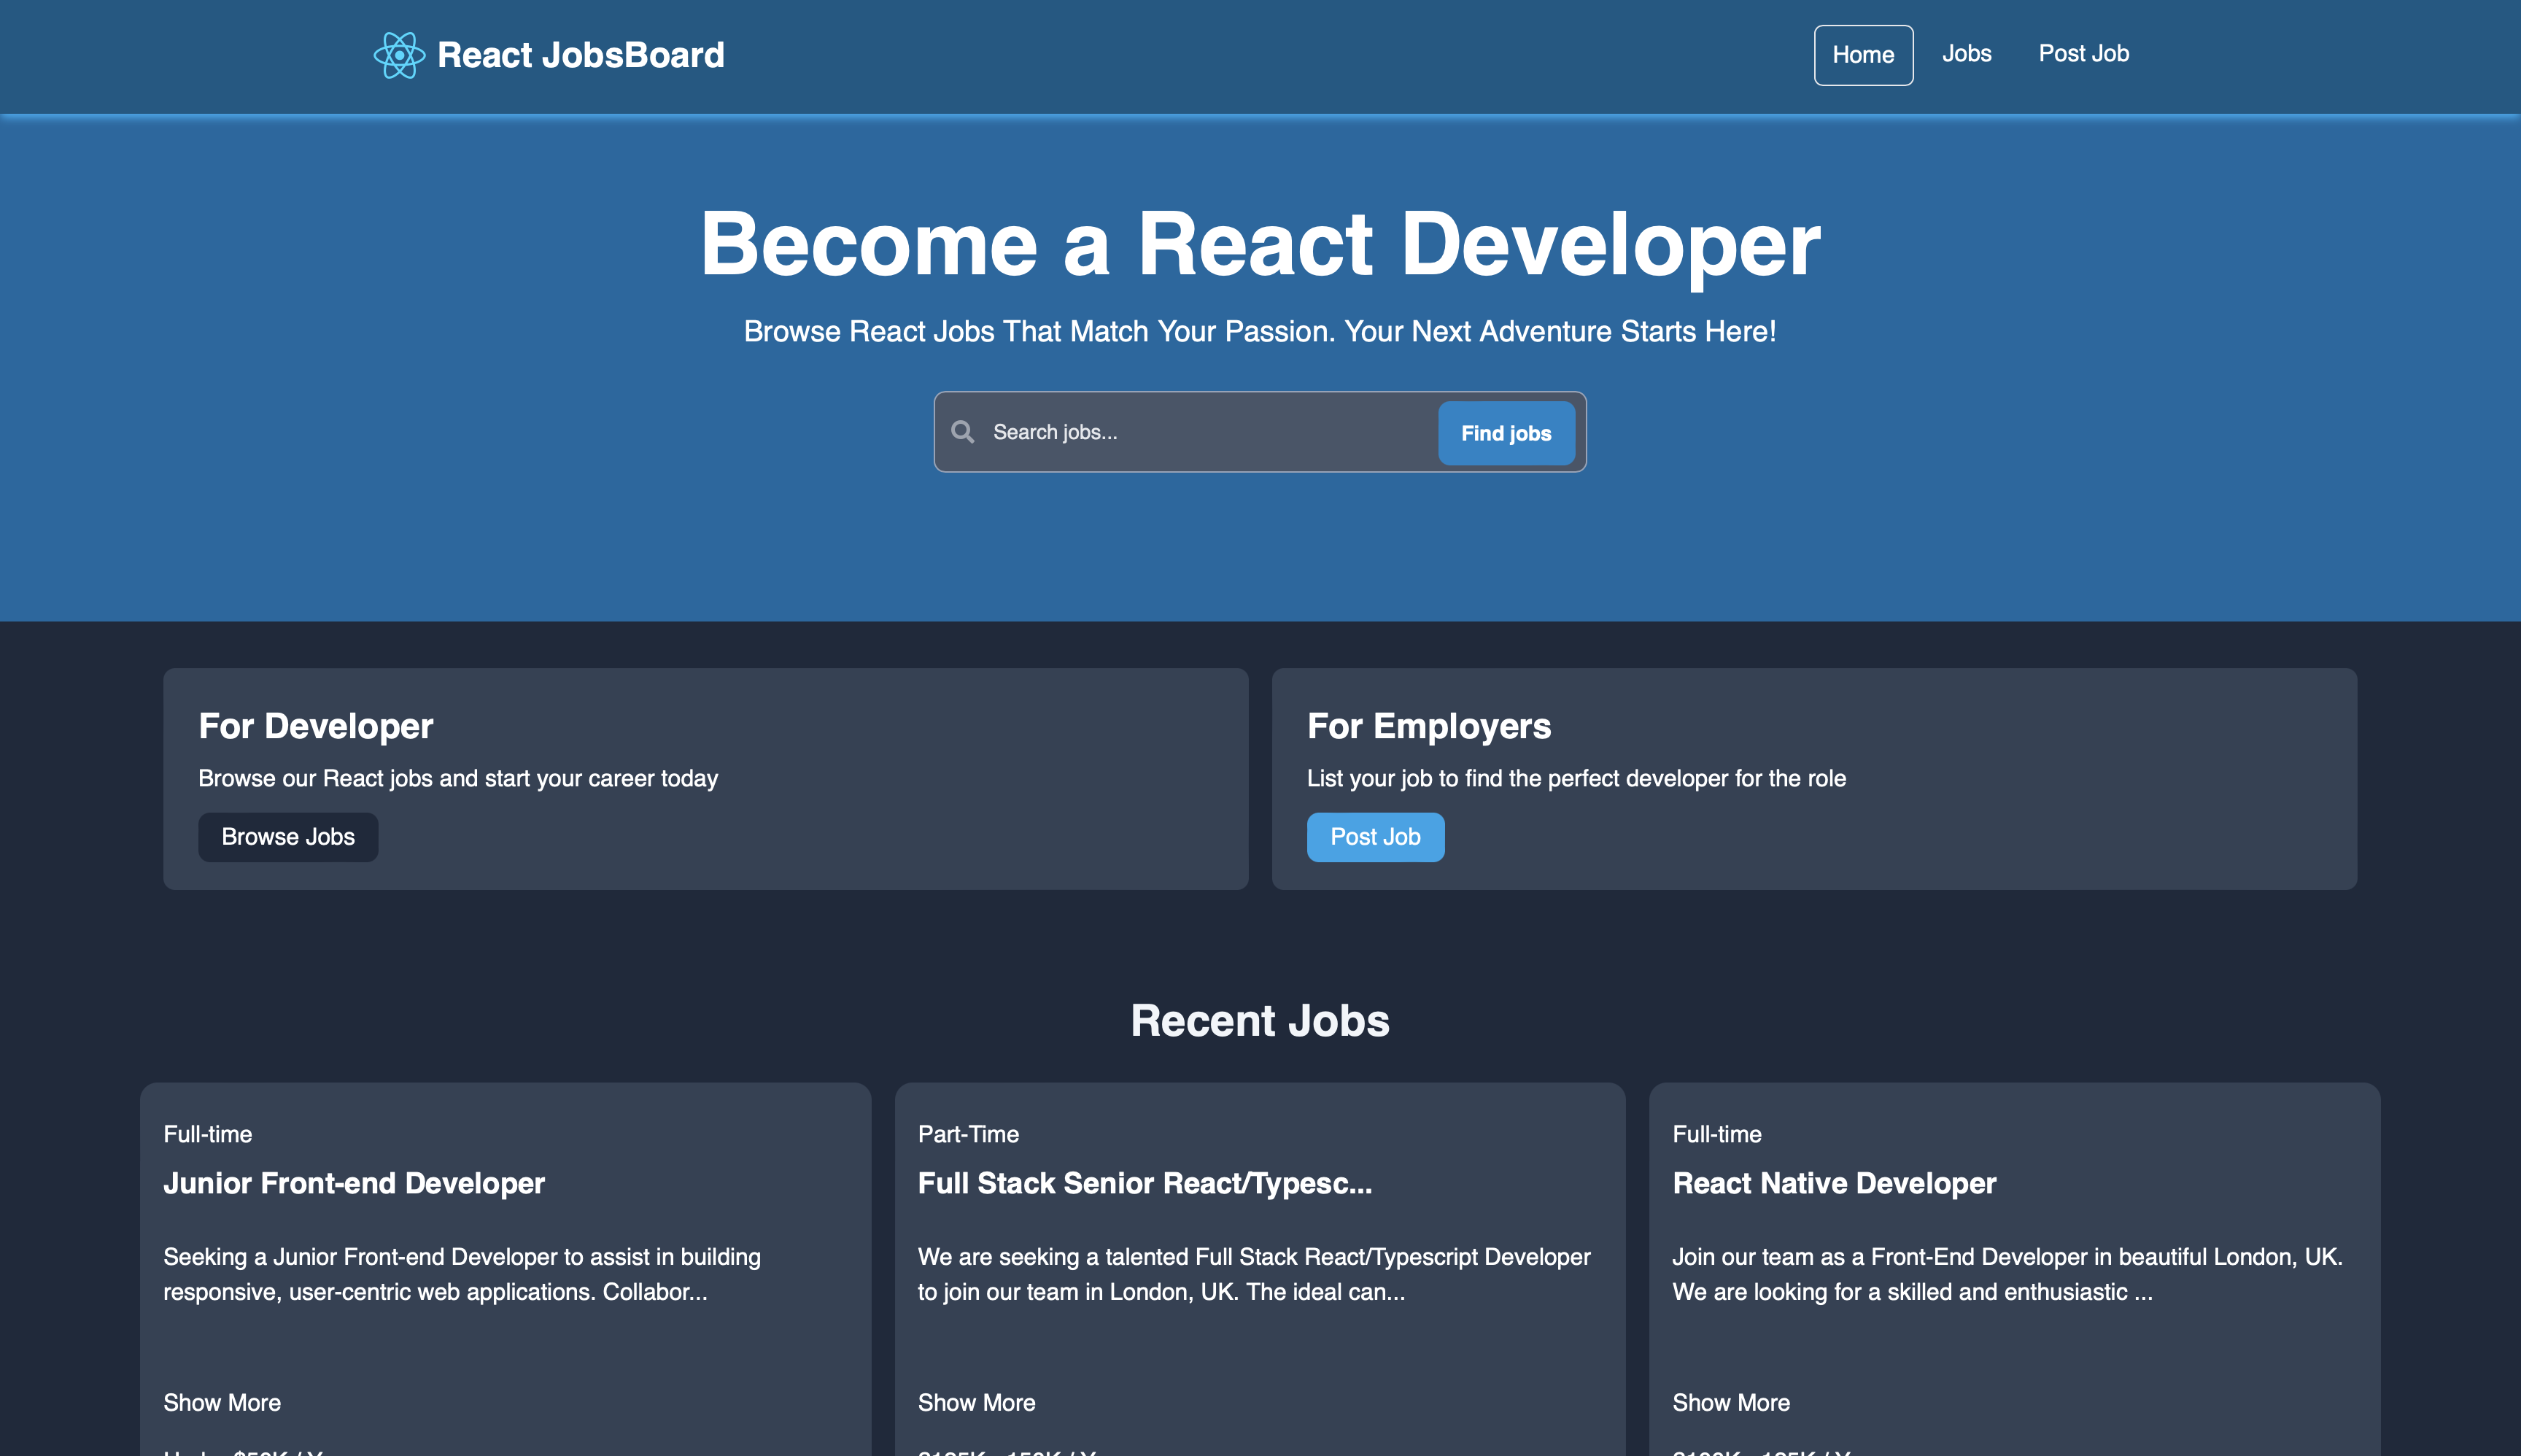 React JobsBoard
Home
Jobs
Post Job
Become a React Developer
Browse React Jobs That Match Your Passion. Your Next Adventure Starts Here!
Search jobs...
Find jobs
For Developer
Browse our React jobs and start your career today
Browse Jobs
For Employers
List your job to find the perfect developer for the role
Post Job
Recent Jobs
Full-time
Junior Front-end Developer
Seeking a Junior Front-end Developer to assist in building
responsive, user-centric web applications. Collabor...
Show More
Part-Time
Full Stack Senior React/Typesc...
We are seeking a talented Full Stack React/Typescript Developer
to join our team in London, UK. The ideal can...
Show More
Full-time
React Native Developer
Join our team as a Front-End Developer in beautiful London, UK.
We are looking for a skilled and enthusiastic ...
Show More